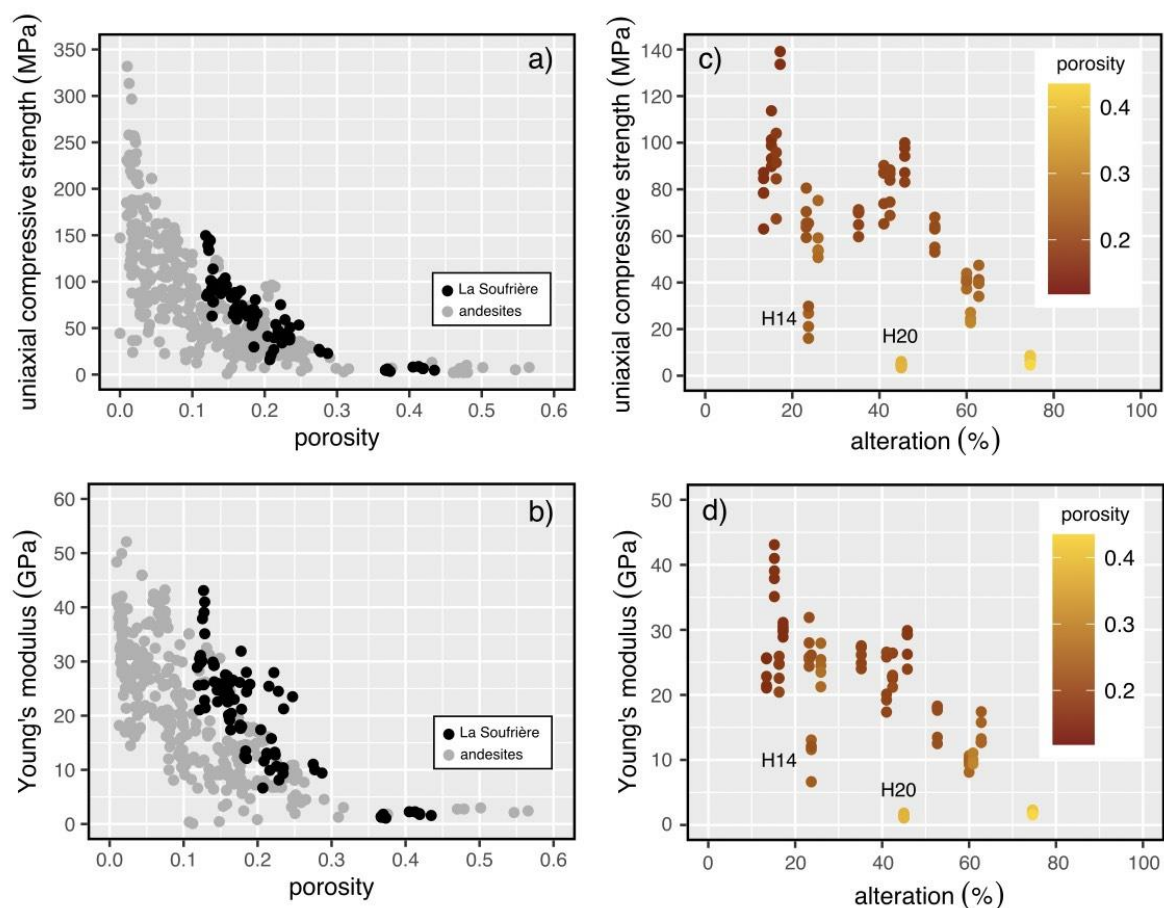 a)
uniaxial compressive strength (MPa)
350
300
250
200
150
100
50
0
La Soufrière
andesites
0.0 0.1 0.2 0.3 0.4 0.5 0.6
porosity
c)
uniaxial compressive strength (MPa)
140
120
100
80
60
40
20
0
porosity
0.4
0.3
0.2
H14
H20
0 20 40 60 80 100
alteration (%)
b)
Young's modulus (GPa)
60
50
40
30
20
10
0
La Soufrière
andesites
0.0 0.1 0.2 0.3 0.4 0.5 0.6
porosity
d)
Young's modulus (GPa)
50
40
30
20
10
0
porosity
0.4
0.3
0.2
H14
H20
0 20 40 60 80 100
alteration (%)